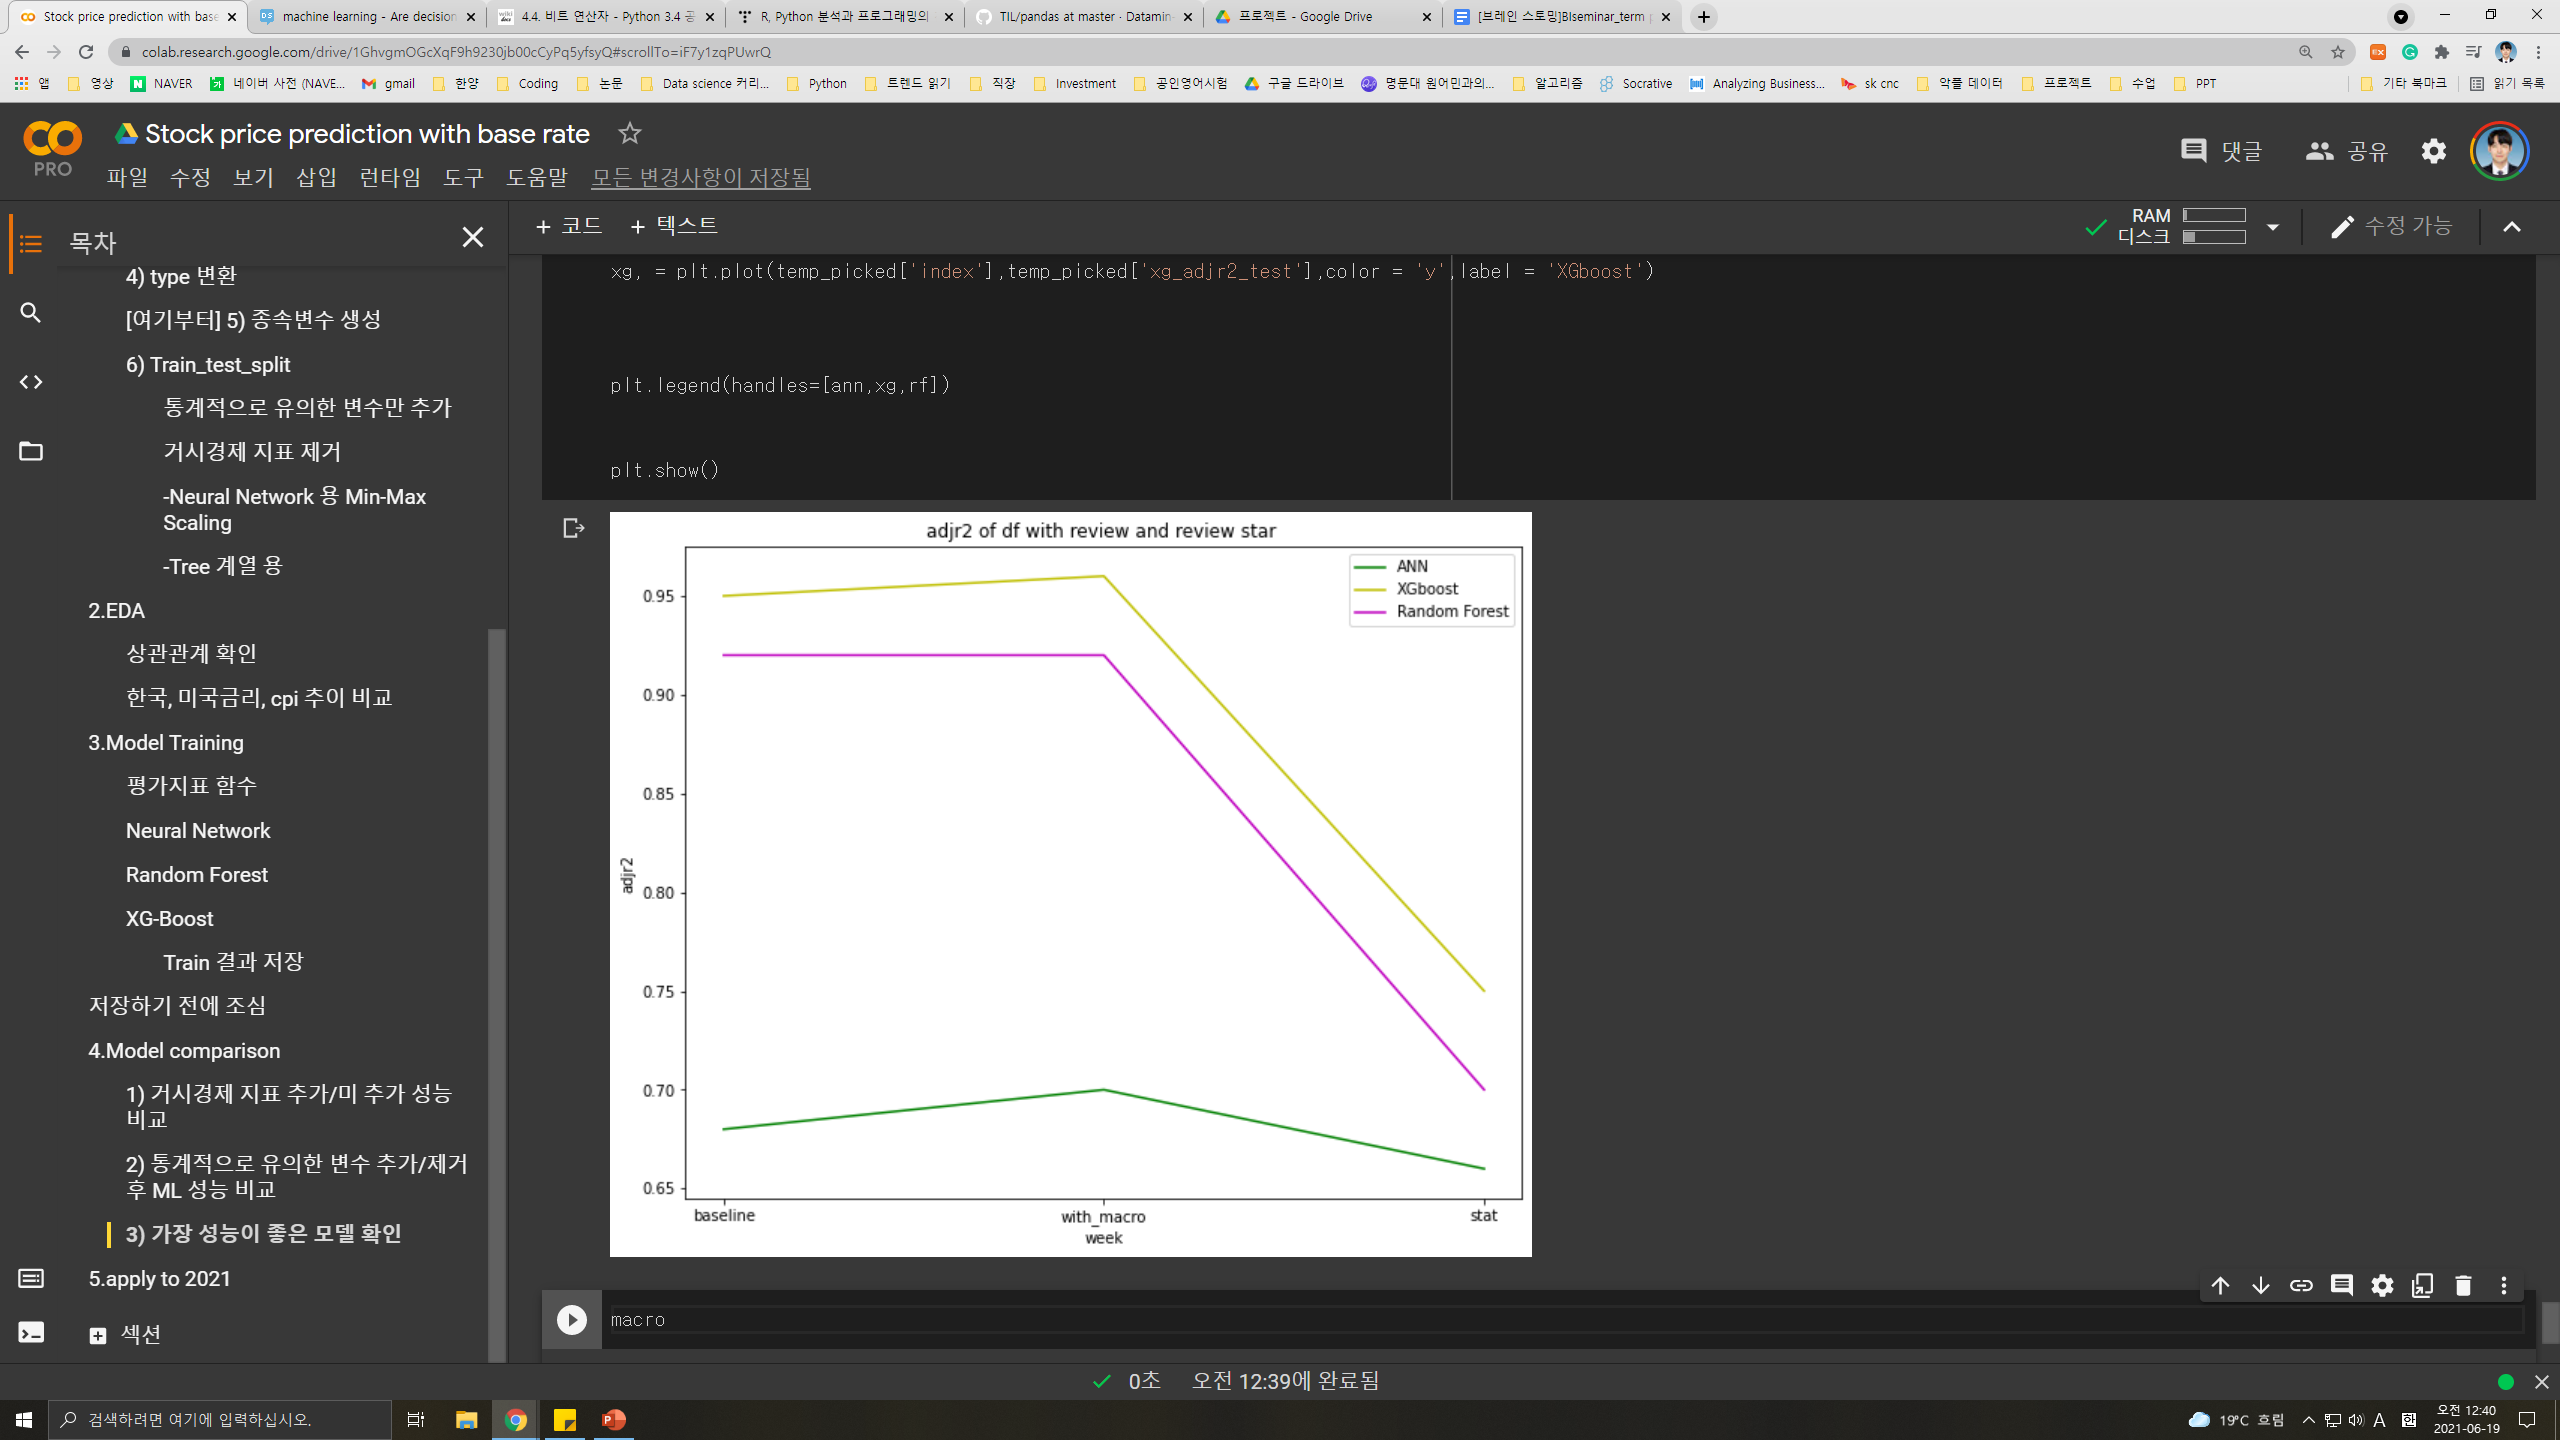 Stock price prediction with base
machine learning - Are decision
4.4. 비트 연산자 - Python 3.4 공
R, Python 분석과 프로그래밍의
TIL/pandas at master · Datamin
프로젝트 - Google Drive
[브레인 스토밍]BIseminar_term p
colab.research.google.com/drive/1GhvgmOGcXqF9h9230jb00cCyPq5yfsyQ#scrollTo=iF7y1zqPUwrQ
앱 영상 NAVER 네이버 사전 (NAVE... gmail 한양 Coding 논문 Data science 커리... Python 트렌드 읽기 직장 Investment 공인영어시험 구글 드라이브 명문대 원어민과의... 알고리즘 Socrative Analyzing Business... sk cnc 악플 데이터 프로젝트 수업 PPT 기타 북마크 읽기 목록
PRO
Stock price prediction with base rate
파일 수정 보기 삽입 런타임 도구 도움말 모든 변경사항이 저장됨
댓글 공유
목차
4) type 변환
[여기부터] 5) 종속변수 생성
6) Train_test_split
통계적으로 유의한 변수만 추가
거시경제 지표 제거
-Neural Network 용 Min-Max
Scaling
-Tree 계열 용
2.EDA
상관관계 확인
한국, 미국금리, cpi 추이 비교
3.Model Training
평가지표 함수
Neural Network
Random Forest
XG-Boost
Train 결과 저장
저장하기 전에 조심
4.Model comparison
1) 거시경제 지표 추가/미 추가 성능
비교
2) 통계적으로 유의한 변수 추가/제거
후 ML 성능 비교
3) 가장 성능이 좋은 모델 확인
5.apply to 2021
섹션
+ 코드 + 텍스트
RAM
디스크
수정 가능
xg, = plt.plot(temp_picked['index'],temp_picked['xg_adjr2_test'],color = 'y',label = 'XGboost')
plt.legend(handles=[ann,xg,rf])
plt.show()
adjr2 of df with review and review star
ANN
XGboost
Random Forest
adjr2
0.95
0.90
0.85
0.80
0.75
0.70
0.65
baseline with_macro stat
week
macro
0초 오전 12:39에 완료됨
검색하려면 여기에 입력하십시오.
19°C 흐림
A
오전 12:40
2021-06-19